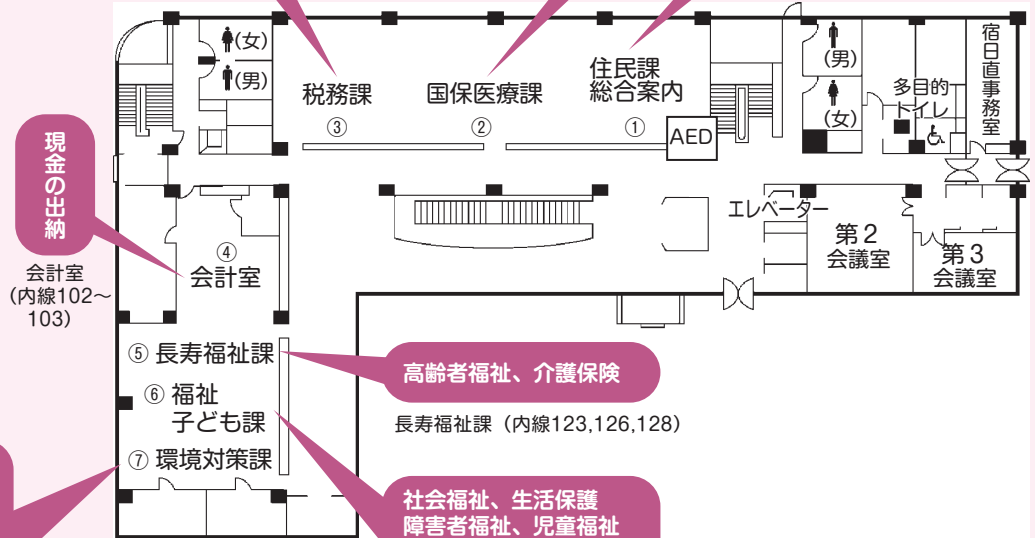 (女)
(男)
税務課
③
国保医療課
②
住民課
総合案内
①
AED
(男)
(女)
多目的
トイレ
宿日直事務室
現金の出納
会計室
(内線102〜
103)
④
会計室
エレベーター
第2
会議室
第3
会議室
⑤ 長寿福祉課
⑥ 福祉
子ども課
⑦ 環境対策課
高齢者福祉、介護保険
長寿福祉課(内線123,126,128)
社会福祉、生活保護
障害者福祉、児童福祉